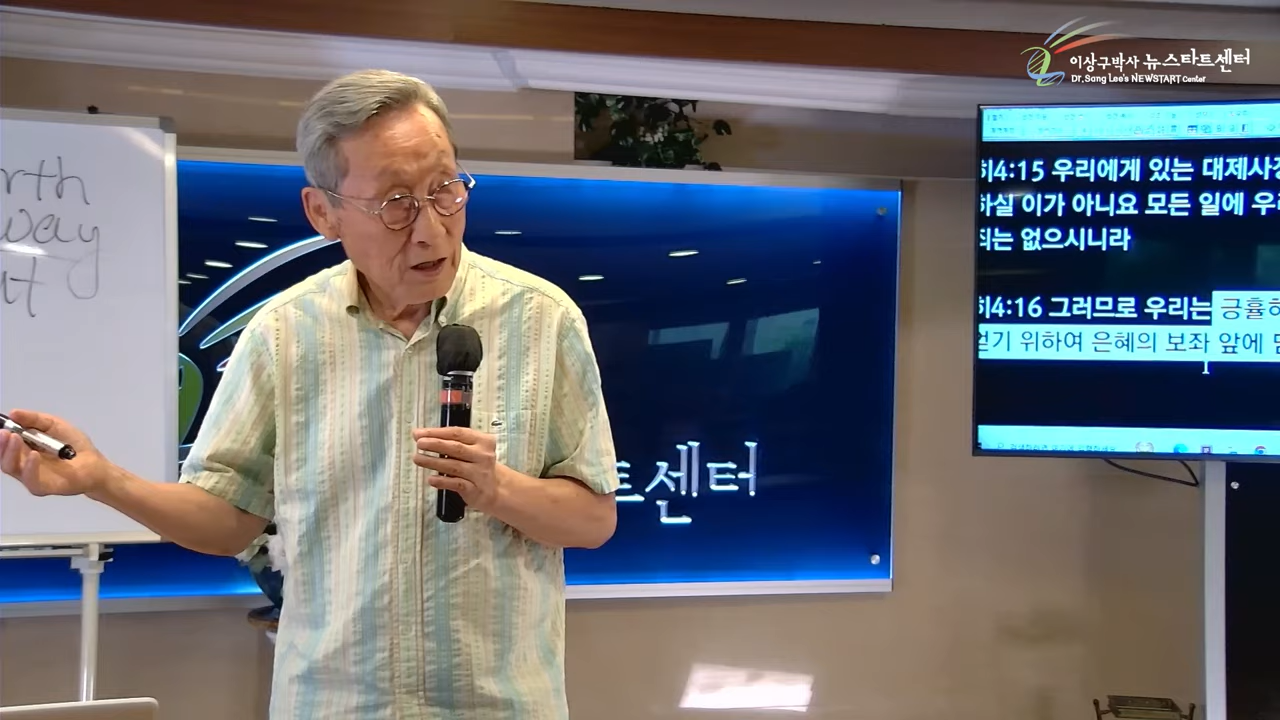 이상구박사 뉴스타트센터
Dr. Sang Lee's NEWSTART Center
rth
way
ut
트센터
히4:15 우리에게 있는 대제사장
하실 이가 아니요 모든 일에 우리
죄는 없으시니라
히4:16 그러므로 우리는 긍휼하
얻기 위하여 은혜의 보좌 앞에